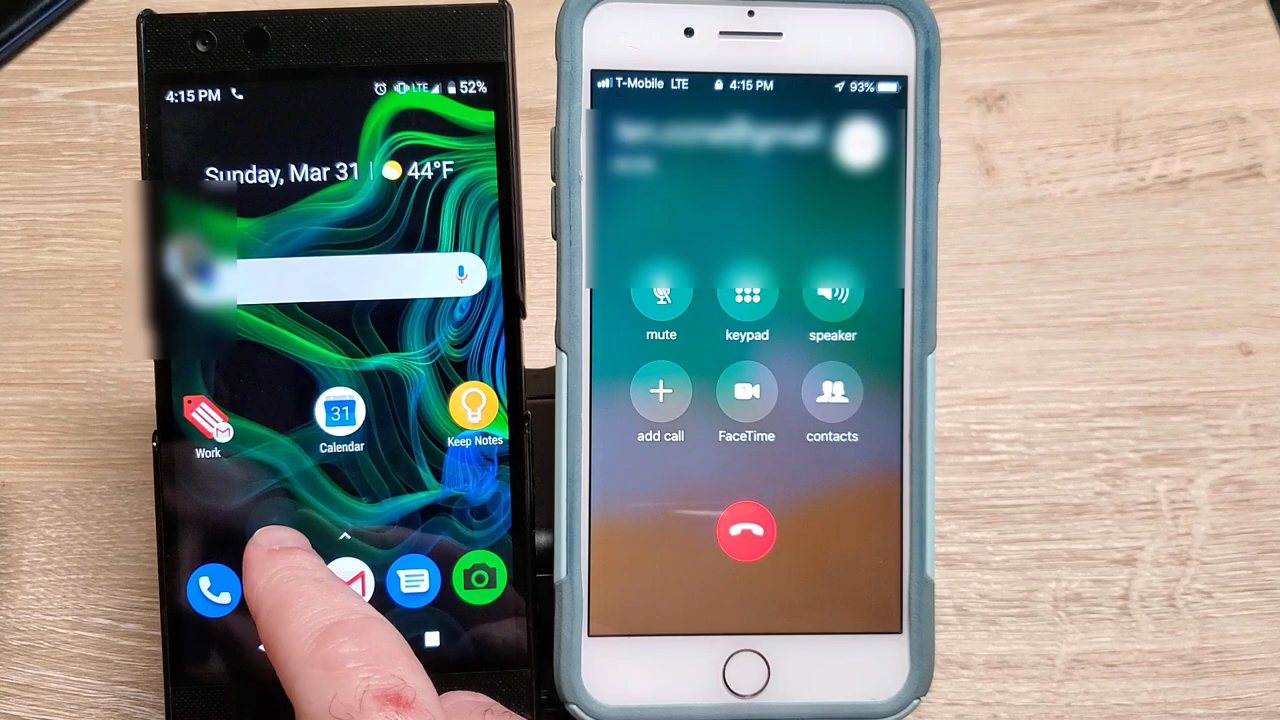 4:15 PM LTE 52%
Sunday, Mar 31 | 44°F
Work
31
Calendar
Keep Notes
T-Mobile LTE 4:15 PM 93%
mute keypad speaker
add call FaceTime contacts